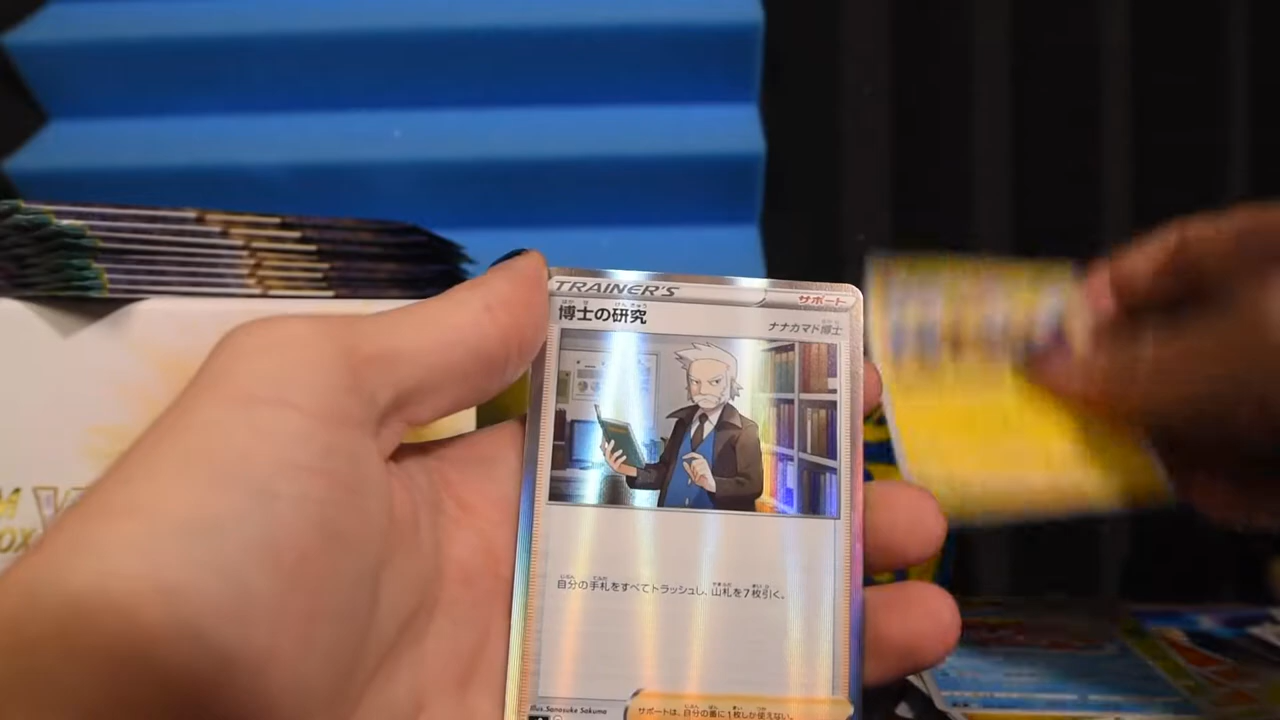 TRAINER'S サポート
博士の研究
ナナカマド博士
自分の手札をすべてトラッシュし、山札を7枚引く。
Illus.Sanosuke Sakuma
サポートは、自分の番に1枚しか使えない。